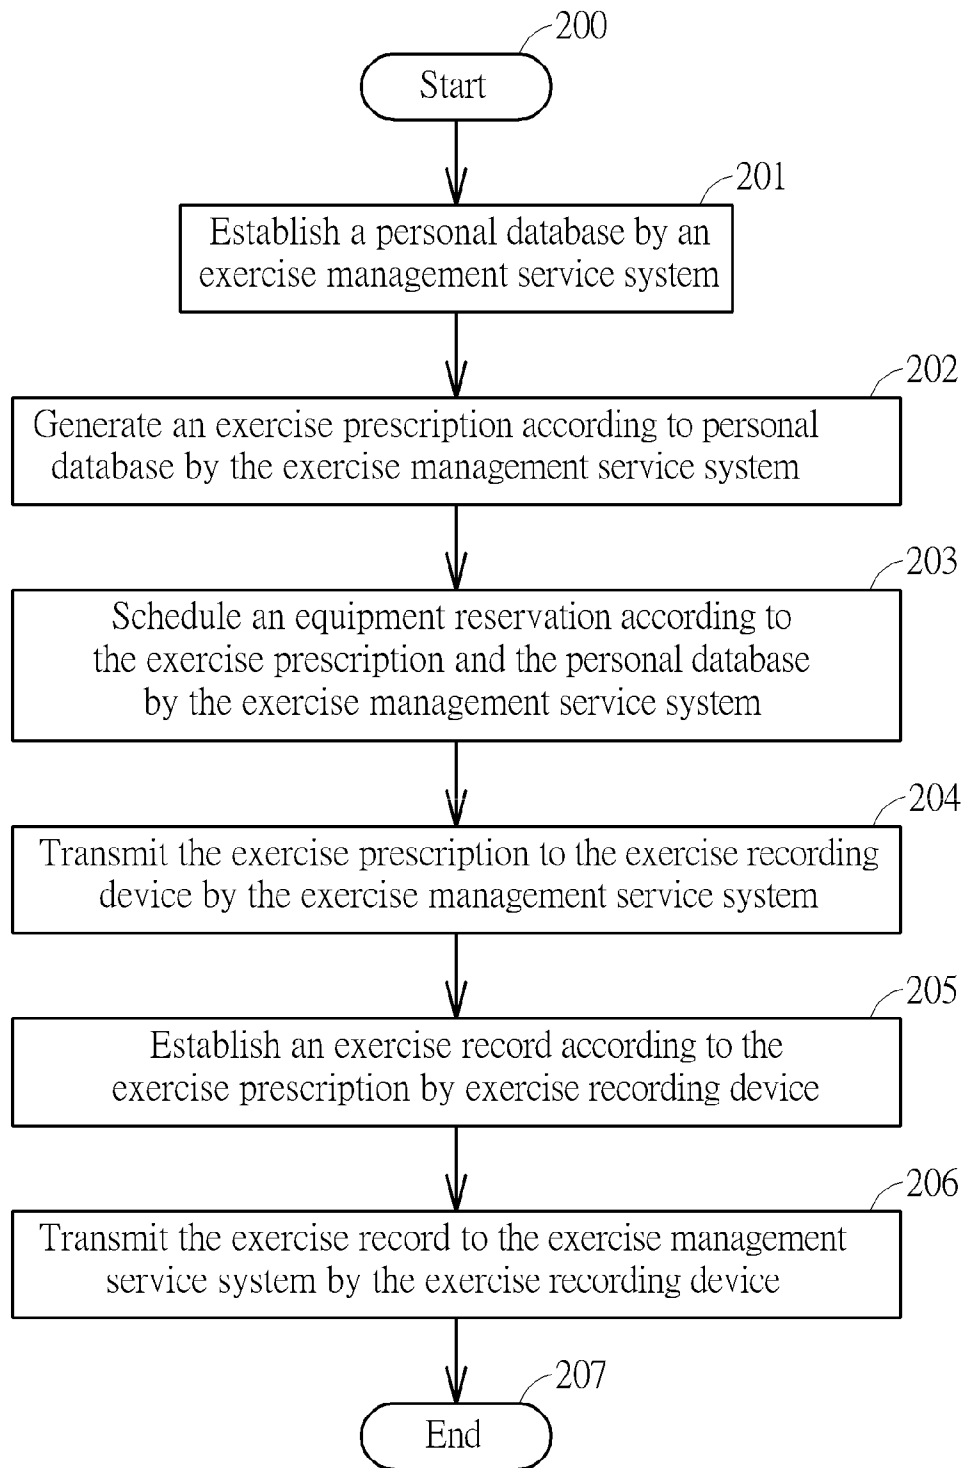 200
Start
201
Establish a personal database by an
exercise management service system
202
Generate an exercise prescription according to personal
database by the exercise management service system
203
Schedule an equipment reservation according to
the exercise prescription and the personal database
by the exercise management service system
204
Transmit the exercise prescription to the exercise recording
device by the exercise management service system
205
Establish an exercise record according to the
exercise prescription by exercise recording device
206
Transmit the exercise record to the exercise management
service system by the exercise recording device
207
End